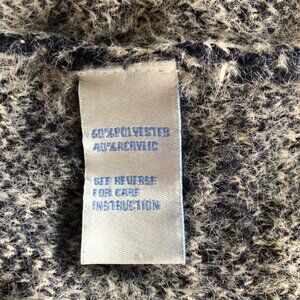 60%POLYESTER
40%ACRYLIC
SEE REVERSE
FOR CARE
INSTRUCTION